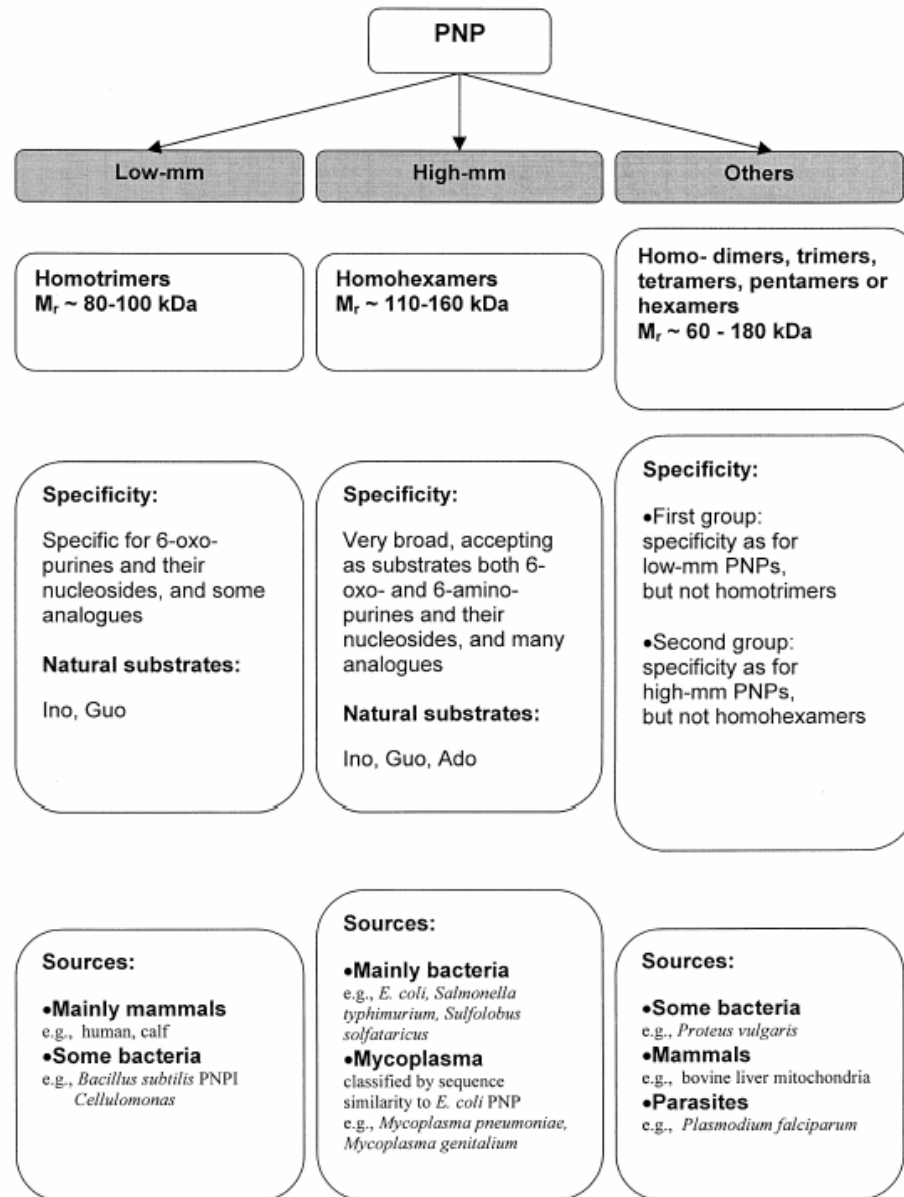 PNP
Low-mm
High-mm
Others
Homotrimers
Mr ~ 80-100 kDa
Homohexamers
Mr ~ 110-160 kDa
Homo- dimers, trimers,
tetramers, pentamers or
hexamers
Mr ~ 60 - 180 kDa
Specificity:
Specific for 6-oxo-
purines and their
nucleosides, and some
analogues
Natural substrates:
Ino, Guo
Specificity:
Very broad, accepting
as substrates both 6-
oxo- and 6-amino-
purines and their
nucleosides, and many
analogues
Natural substrates:
Ino, Guo, Ado
Specificity:
•First group:
specificity as for
low-mm PNPs,
but not homotrimers
•Second group:
specificity as for
high-mm PNPs,
but not homohexamers
Sources:
•Mainly mammals
e.g., human, calf
•Some bacteria
e.g., Bacillus subtilis PNPI
Cellulomonas
Sources:
•Mainly bacteria
e.g., E. coli, Salmonella
typhimurium, Sulfolobus
solfataricus
•Mycoplasma
classified by sequence
similarity to E. coli PNP
e.g., Mycoplasma pneumoniae,
Mycoplasma genitalium
Sources:
•Some bacteria
e.g., Proteus vulgaris
•Mammals
e.g., bovine liver mitochondria
•Parasites
e.g., Plasmodium falciparum